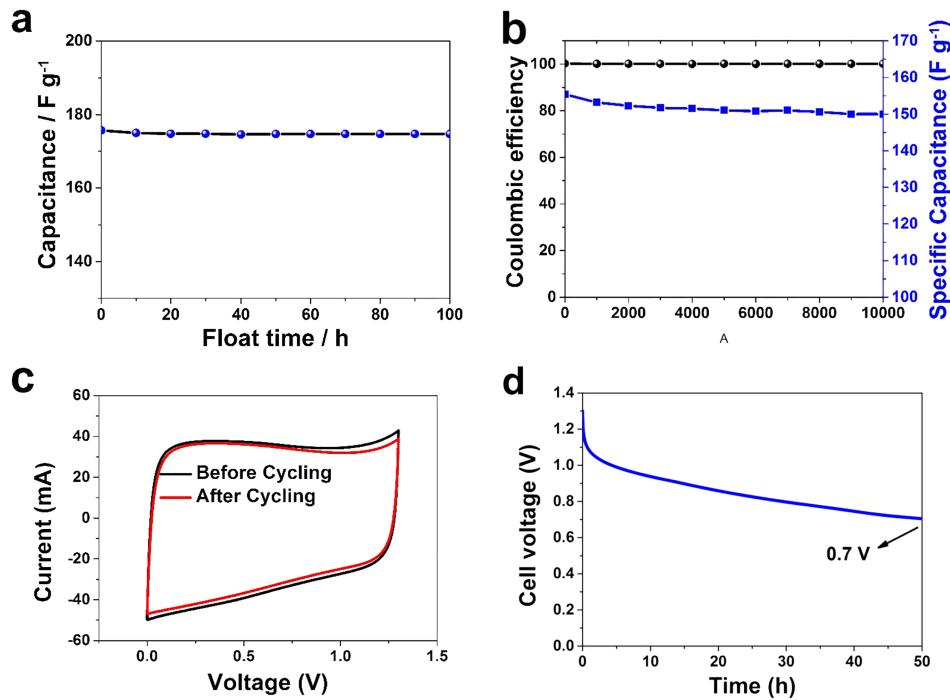 a
200
180
160
140
Capacitance / F g⁻¹
0 20 40 60 80 100
Float time / h
b
100
80
60
40
20
0
Coulombic efficiency
170
160
150
140
130
120
110
100
Specific Capacitance (F g⁻¹)
0 2000 4000 6000 8000 10000
A
c
60
40
20
0
-20
-40
-60
Current (mA)
Before Cycling
After Cycling
0.0 0.5 1.0 1.5
Voltage (V)
d
1.4
1.2
1.0
0.8
0.6
0.4
0.2
0.0
Cell voltage (V)
0.7 V
0 10 20 30 40 50
Time (h)